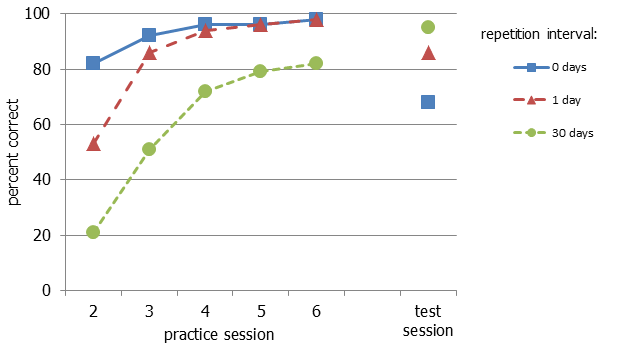 percent correct
100
80
60
40
20
0
2 3 4 5 6 test session
practice session
repetition interval:
0 days
1 day
30 days